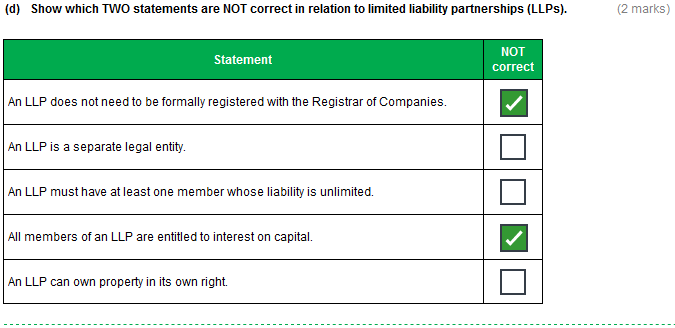 (d) Show which TWO statements are NOT correct in relation to limited liability partnerships (LLPs). (2 marks)
Statement
NOT
correct
An LLP does not need to be formally registered with the Registrar of Companies.
An LLP is a separate legal entity.
An LLP must have at least one member whose liability is unlimited.
All members of an LLP are entitled to interest on capital.
An LLP can own property in its own right.